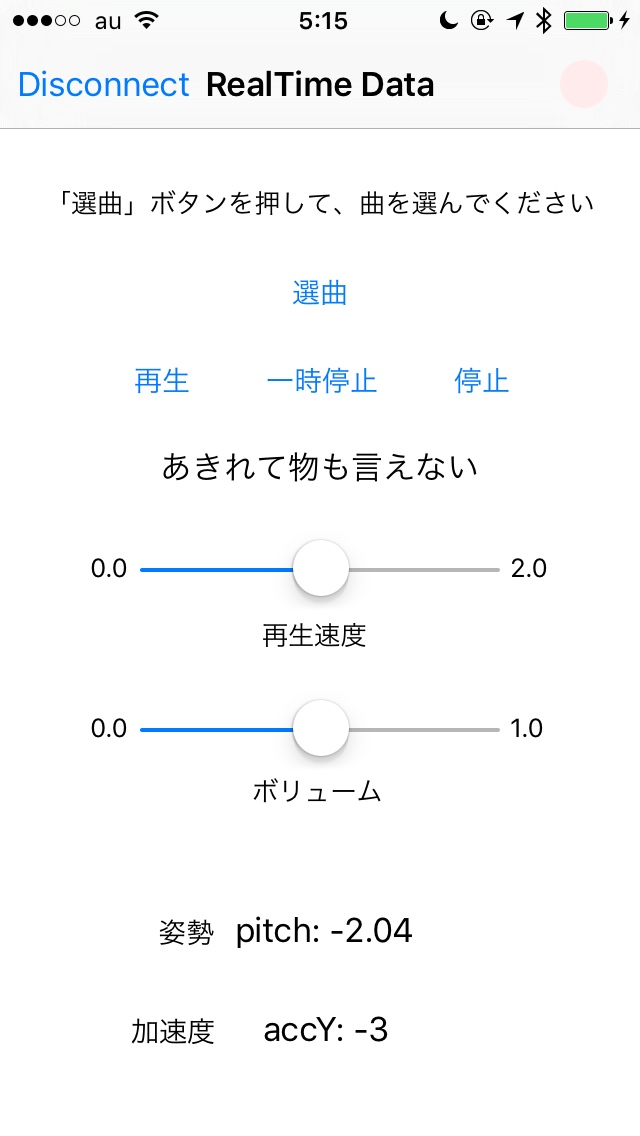 au 5:15
Disconnect RealTime Data
「選曲」ボタンを押して、曲を選んでください
選曲
再生 一時停止 停止
あきれて物も言えない
0.0 2.0
再生速度
0.0 1.0
ボリューム
姿勢 pitch: -2.04
加速度 accY: -3